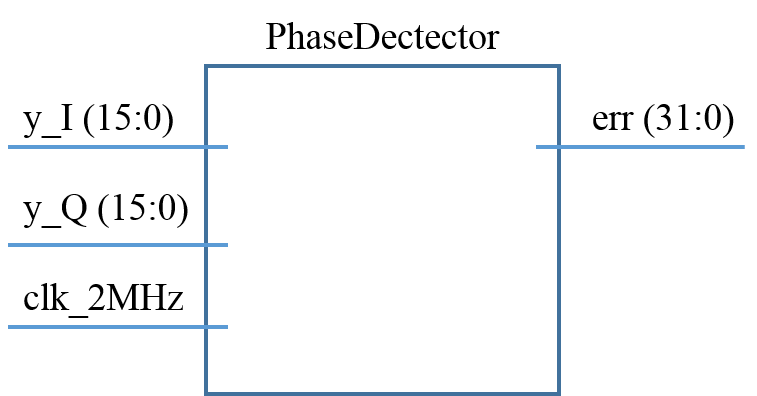 PhaseDectector
y_I (15:0)
err (31:0)
y_Q (15:0)
clk_2MHz